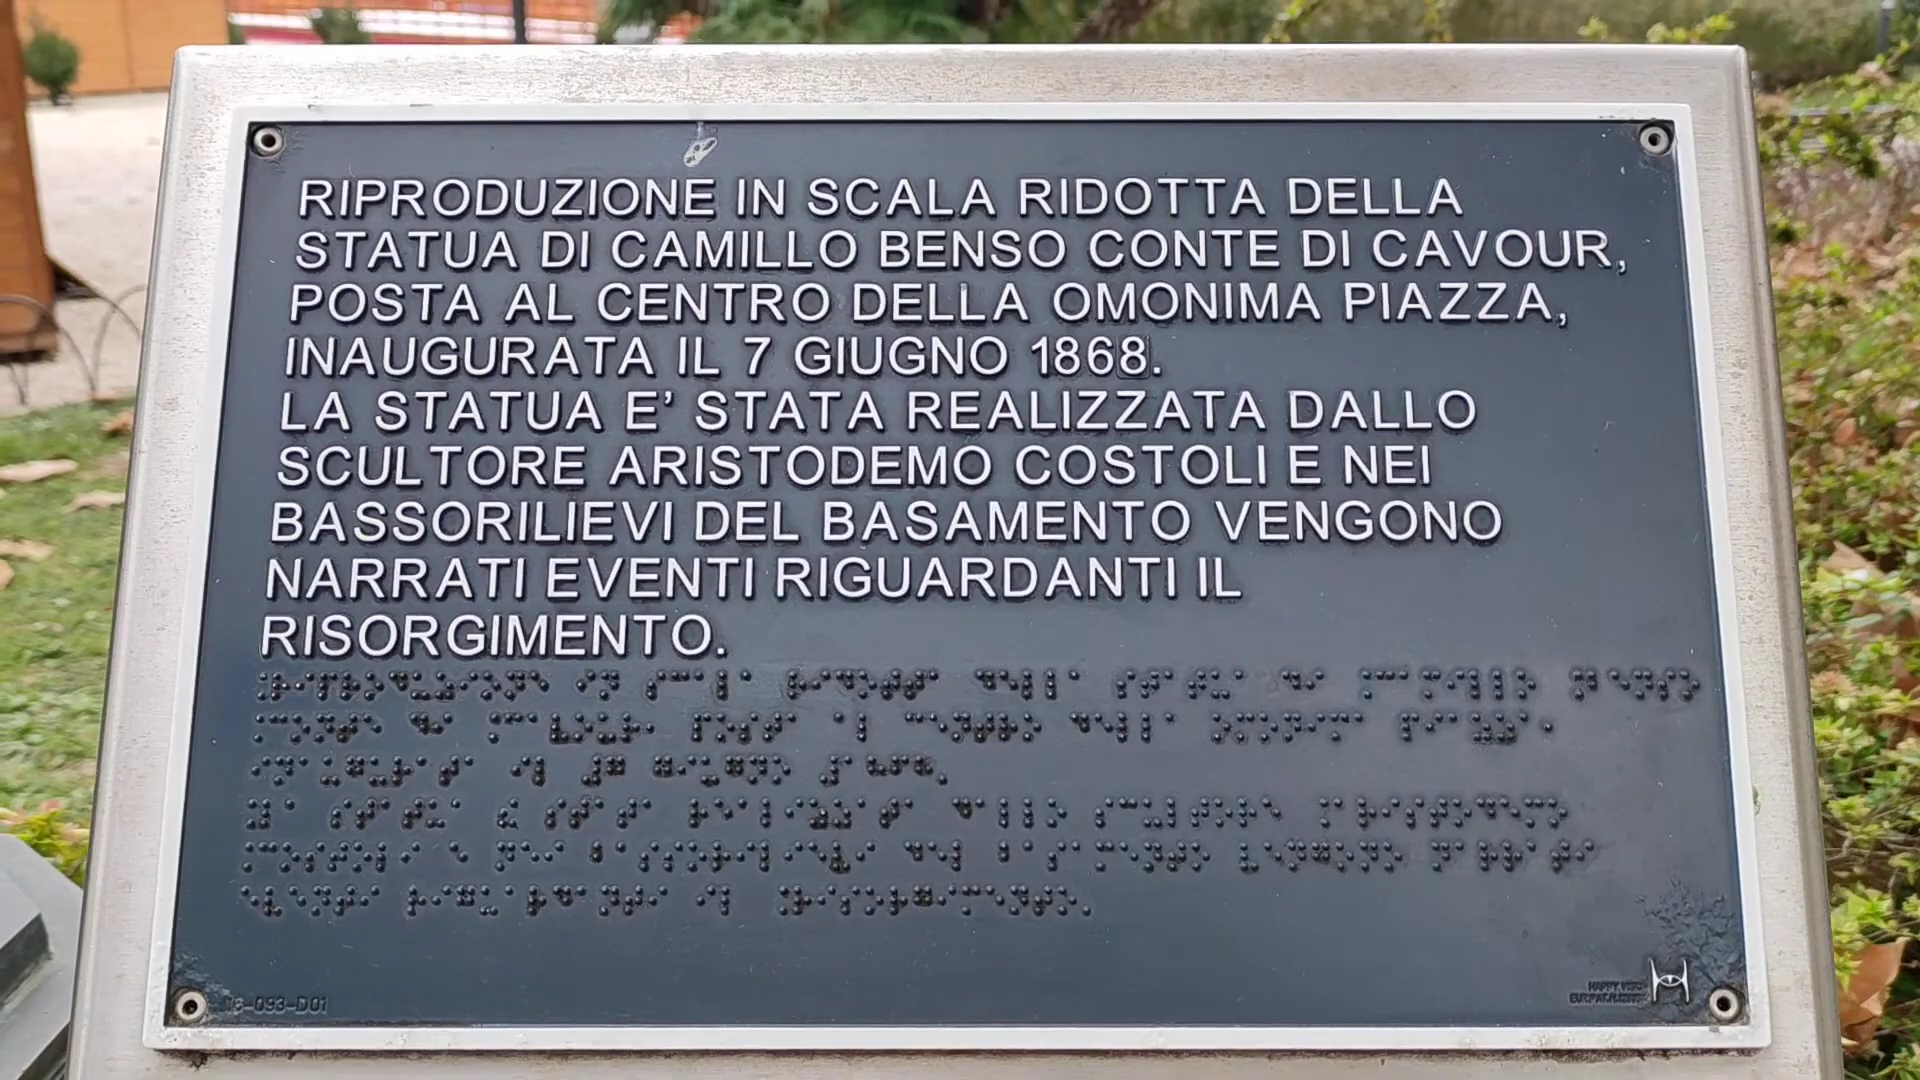 RIPRODUZIONE IN SCALA RIDOTTA DELLA
STATUA DI CAMILLO BENSO CONTE DI CAVOUR,
POSTA AL CENTRO DELLA OMONIMA PIAZZA,
INAUGURATA IL 7 GIUGNO 1868.
LA STATUA E’ STATA REALIZZATA DALLO
SCULTORE ARISTODEMO COSTOLI E NEI
BASSORILIEVI DEL BASAMENTO VENGONO
NARRATI EVENTI RIGUARDANTI IL
RISORGIMENTO.